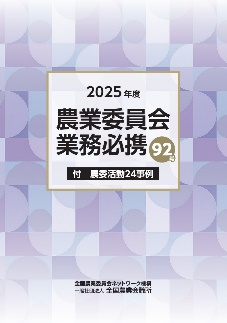 2025年度
農業委員会
業務必携
92号
付 農委活動24事例
全国農業委員会ネットワーク機構
一般社団法人 全国農業会議所